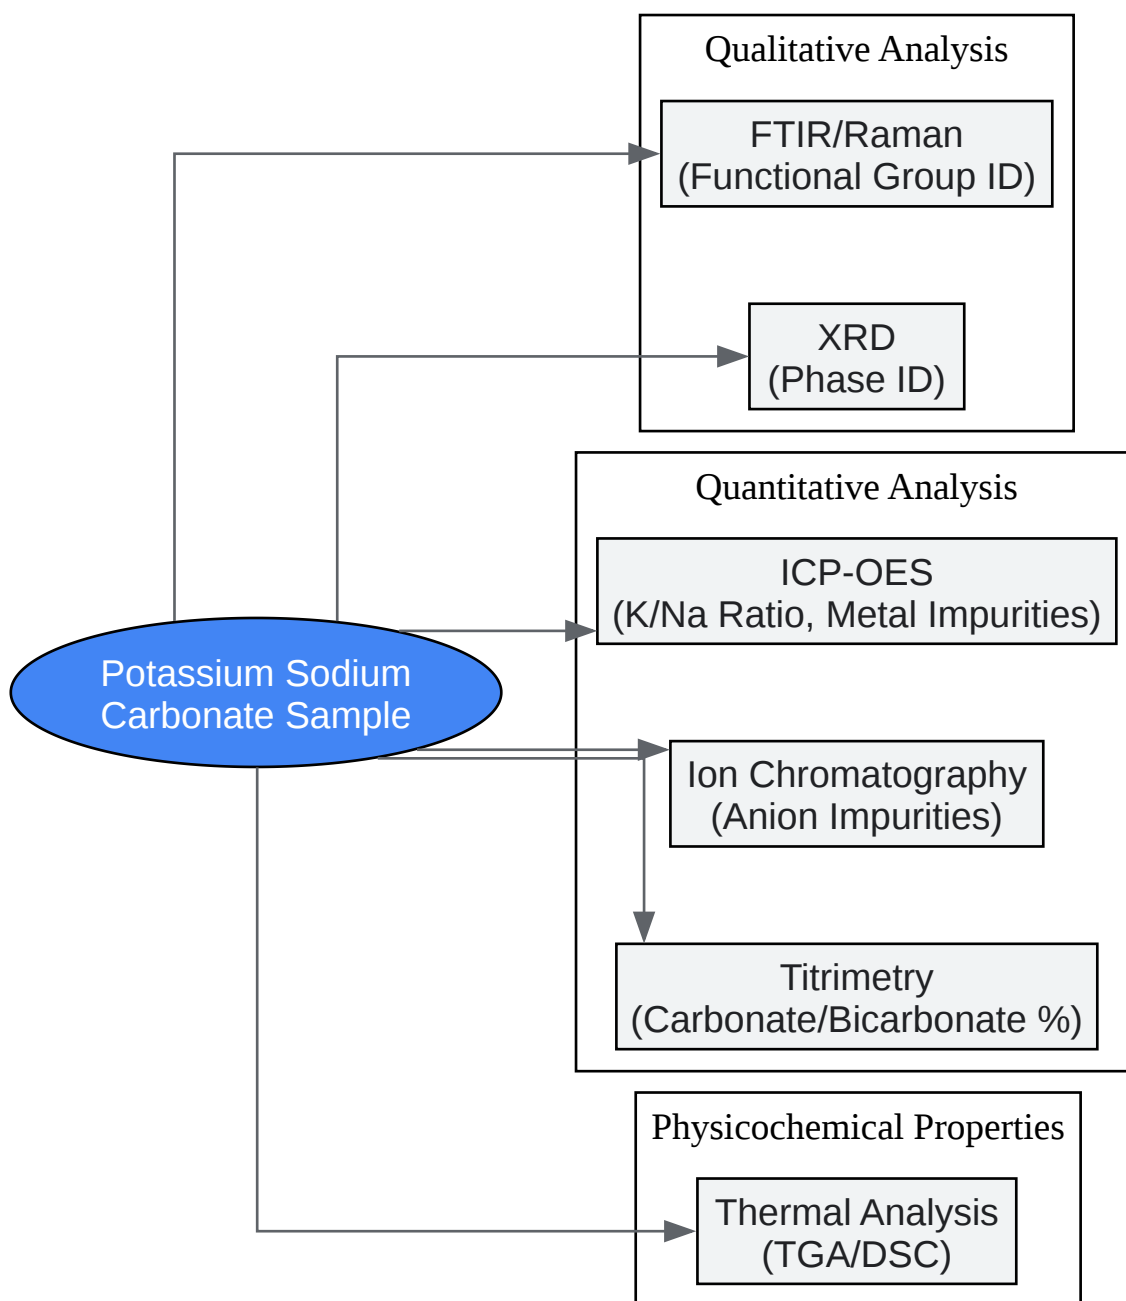 Qualitative Analysis
FTIR/Raman
(Functional Group ID)
XRD
(Phase ID)
Quantitative Analysis
ICP-OES
(K/Na Ratio, Metal Impurities)
Potassium Sodium
Carbonate Sample
Ion Chromatography
(Anion Impurities)
Titrimetry
(Carbonate/Bicarbonate %)
Physicochemical Properties
Thermal Analysis
(TGA/DSC)